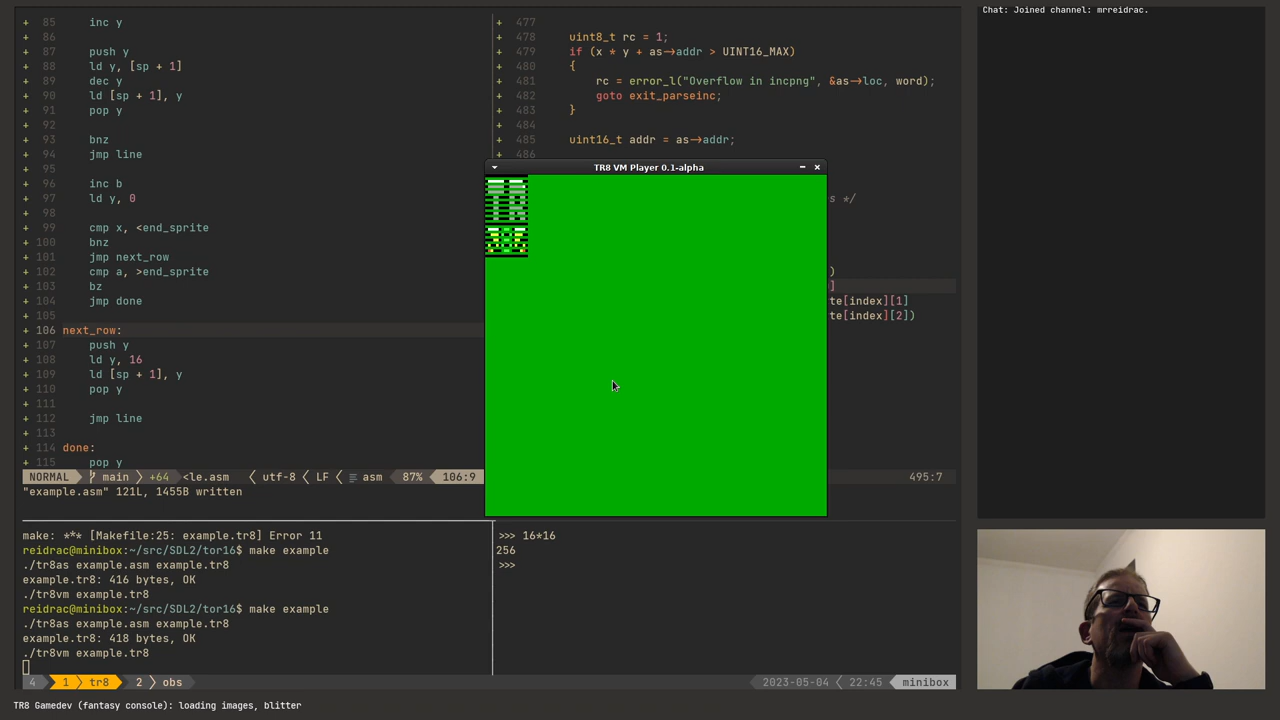 Chat: Joined channel: mrreidrac.
+ 85 inc y
+ 86
+ 87 push y
+ 88 ld y, [sp + 1]
+ 89 dec y
+ 90 ld [sp + 1], y
+ 91 pop y
+ 92
+ 93 bnz
+ 94 jmp line
+ 95
+ 96 inc b
+ 97 ld y, 0
+ 98
+ 99 cmp x, <end_sprite
+ 100 bnz
+ 101 jmp next_row
+ 102 cmp a, >end_sprite
+ 103 bz
+ 104 jmp done
+ 105
+ 106 next_row:
+ 107 push y
+ 108 ld y, 16
+ 109 ld [sp + 1], y
+ 110 pop y
+ 111
+ 112 jmp line
+ 113
+ 114 done:
+ 115 pop y
NORMAL main +64 <le.asm utf-8 LF asm 87% 106:9
"example.asm" 121L, 1455B written
+ 477
+ 478 uint8_t rc = 1;
+ 479 if (x * y + as->addr > UINT16_MAX)
+ 480 {
+ 481 rc = error_l("Overflow in incpng", &as->loc, word);
+ 482 goto exit_parseinc;
+ 483 }
+ 484
+ 485 uint16_t addr = as->addr;
+ 486
TR8 VM Player 0.1-alpha
s */
)
]
te[index][1]
te[index][2])
495:7
make: *** [Makefile:25: example.tr8] Error 11
reidrac@minibox:~/src/SDL2/tor16$ make example
./tr8as example.asm example.tr8
example.tr8: 416 bytes, OK
./tr8vm example.tr8
reidrac@minibox:~/src/SDL2/tor16$ make example
./tr8as example.asm example.tr8
example.tr8: 418 bytes, OK
./tr8vm example.tr8
>>> 16*16
256
>>>
4 1 tr8 2 obs 2023-05-04 22:45 minibox
TR8 Gamedev (fantasy console): loading images, blitter